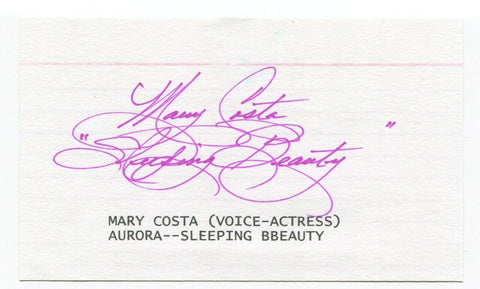 Mary Costa
"Sleeping Beauty"
MARY COSTA (VOICE-ACTRESS)
AURORA--SLEEPING BBEAUTY